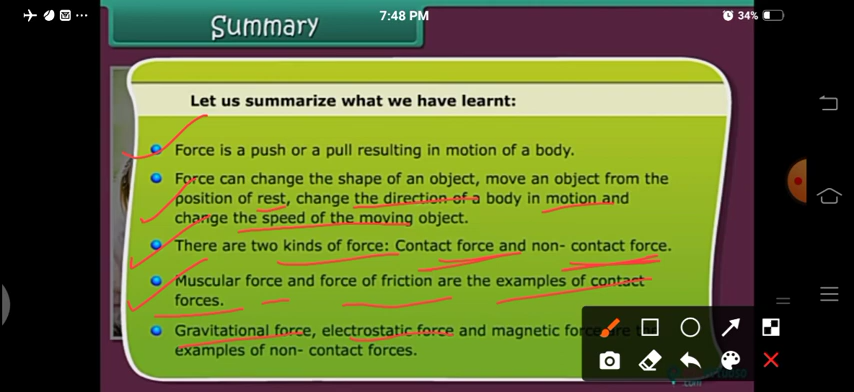 7:48 PM
34%
Summary
Let us summarize what we have learnt:
Force is a push or a pull resulting in motion of a body.
Force can change the shape of an object, move an object from the
position of rest, change the direction of a body in motion and
change the speed of the moving object.
There are two kinds of force: Contact force and non- contact force.
Muscular force and force of friction are the examples of contact
forces.
Gravitational force, electrostatic force and magnetic force are the
examples of non- contact forces.